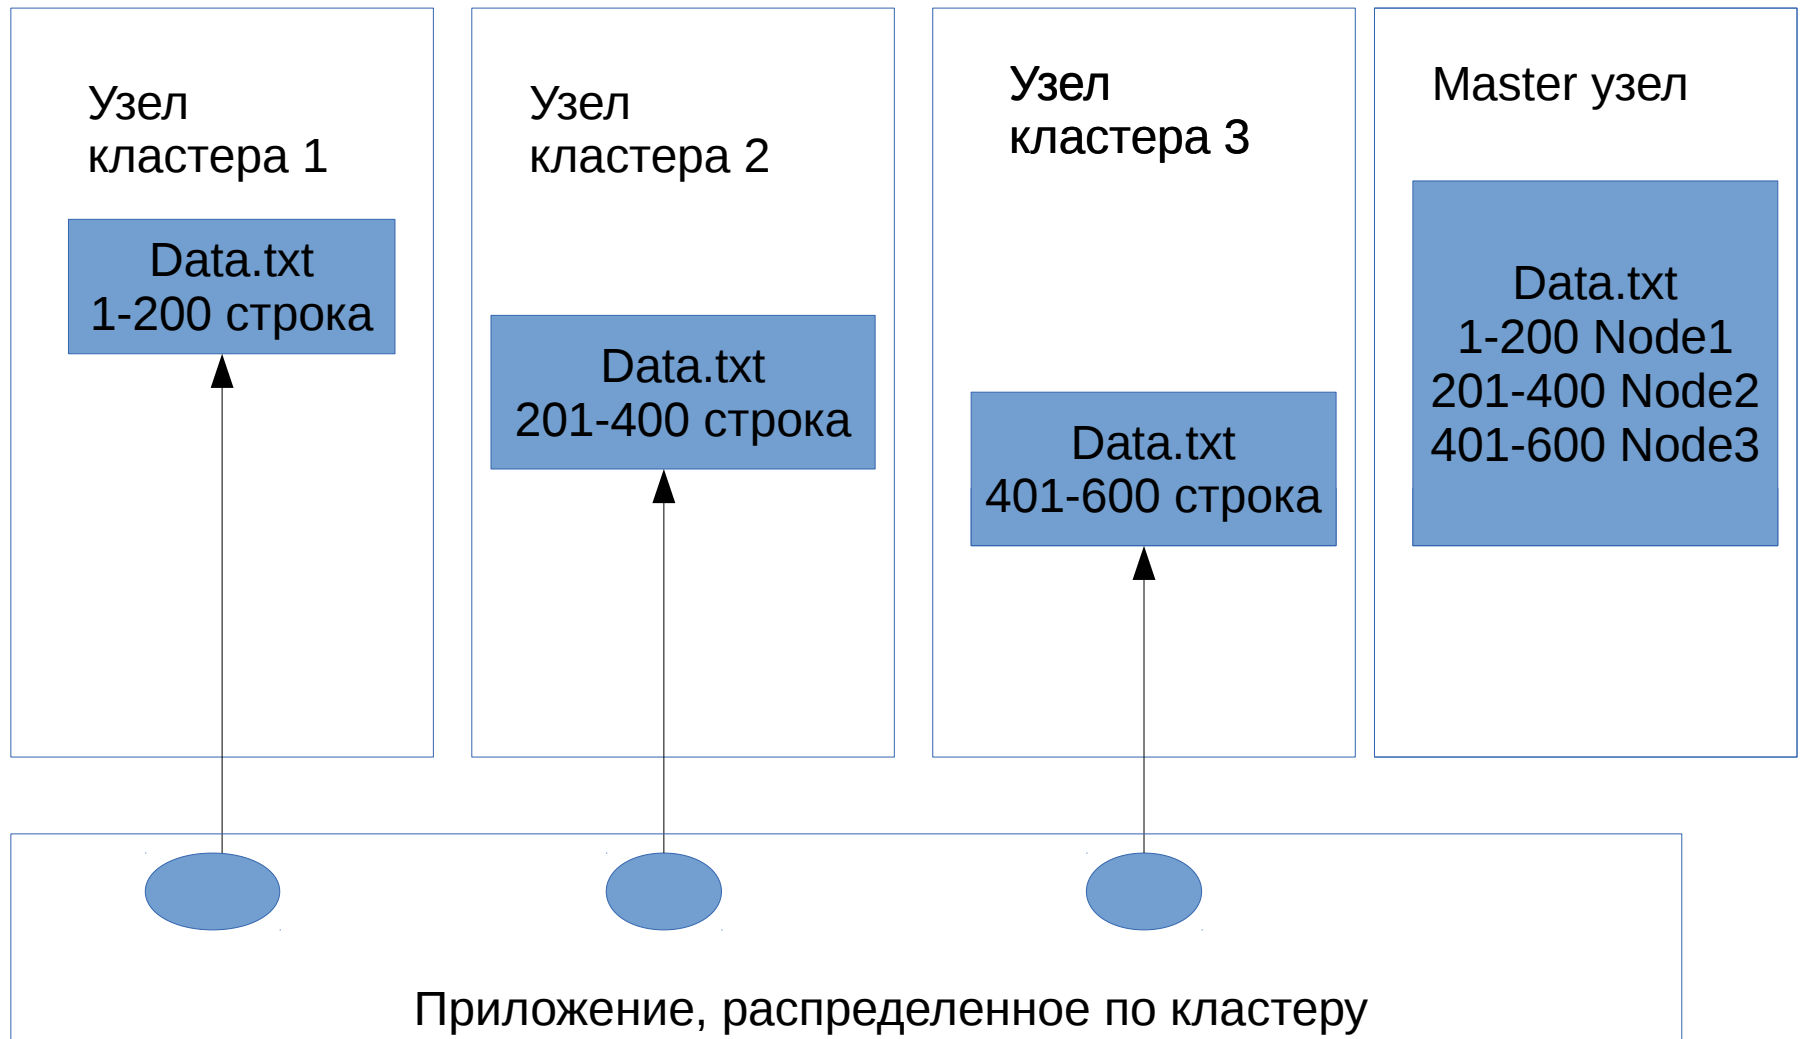 Узел
кластера 1
Data.txt
1-200 строка
Узел
кластера 2
Data.txt
201-400 строка
Узел
кластера 3
Data.txt
401-600 строка
Master узел
Data.txt
1-200 Node1
201-400 Node2
401-600 Node3
Приложение, распределенное по кластеру